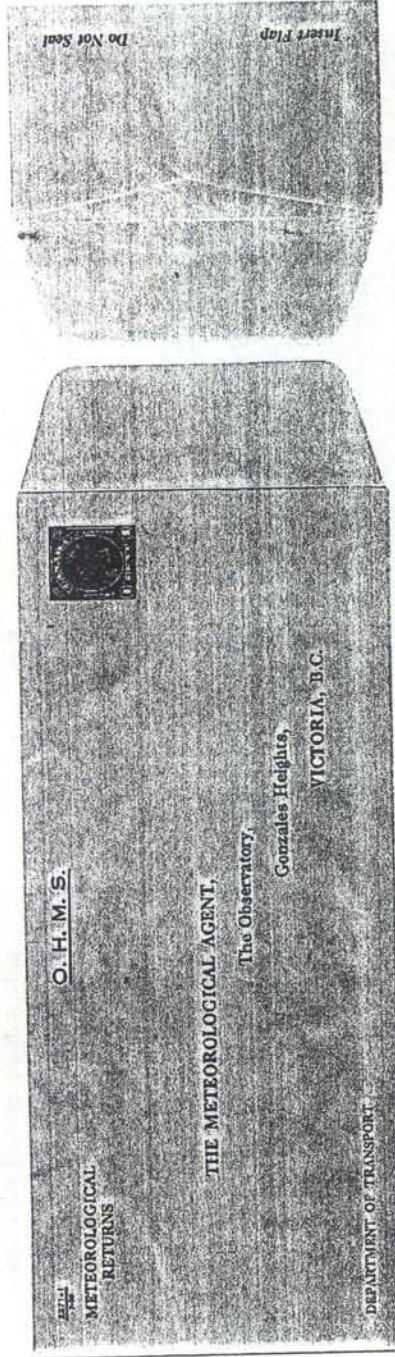 O. H. M. S.
METEOROLOGICAL
RETURNS
THE METEOROLOGICAL AGENT,
The Observatory,
Gonzales Heights,
VICTORIA, B.C.
DEPARTMENT OF TRANSPORT
Insert Flap
Do Not Seal